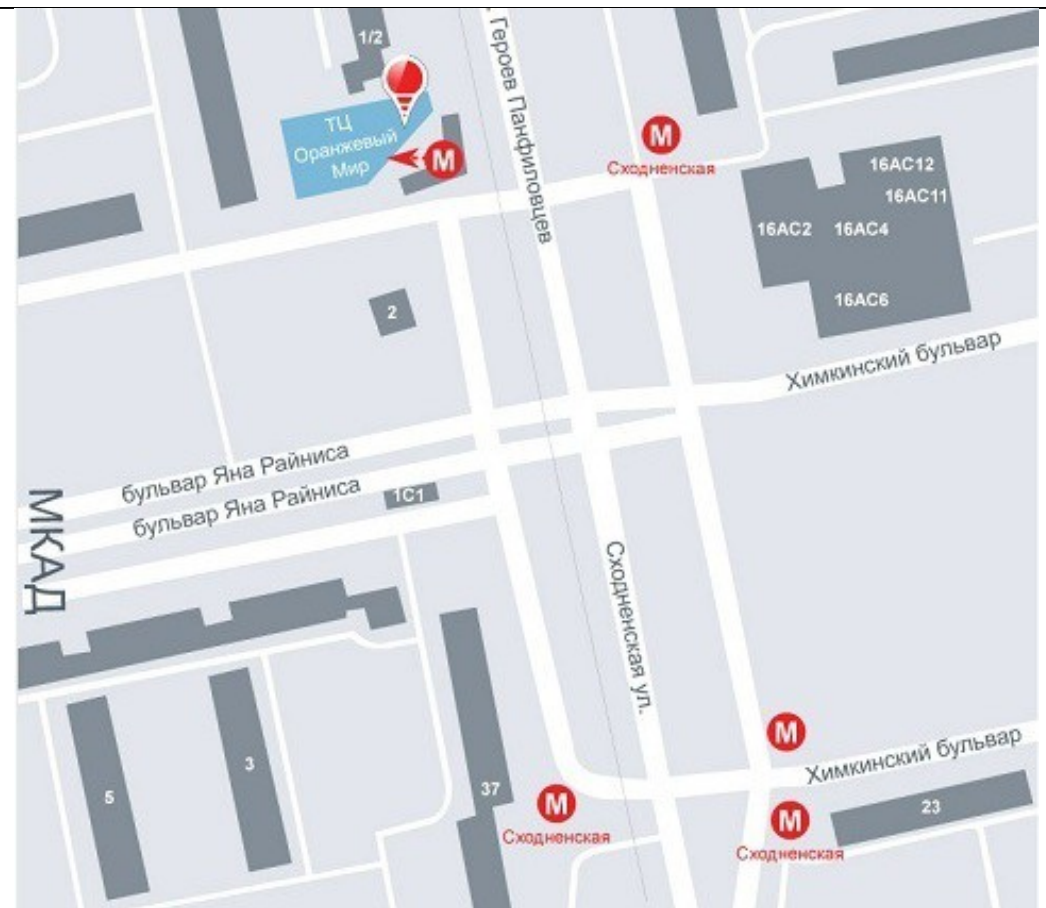 1/2
. Героев Панфиловцев
ТЦ
Оранжевый
Мир
М
М
Сходненская
16АС12
16АС11
16АС2
16АС4
16АС6
2
Химкинский бульвар
бульвар Яна Райниса
бульвар Яна Райниса
1С1
МКАД
Сходненская ул.
М
Химкинский бульвар
5
3
37
М
Сходненская
М
Сходненская
23